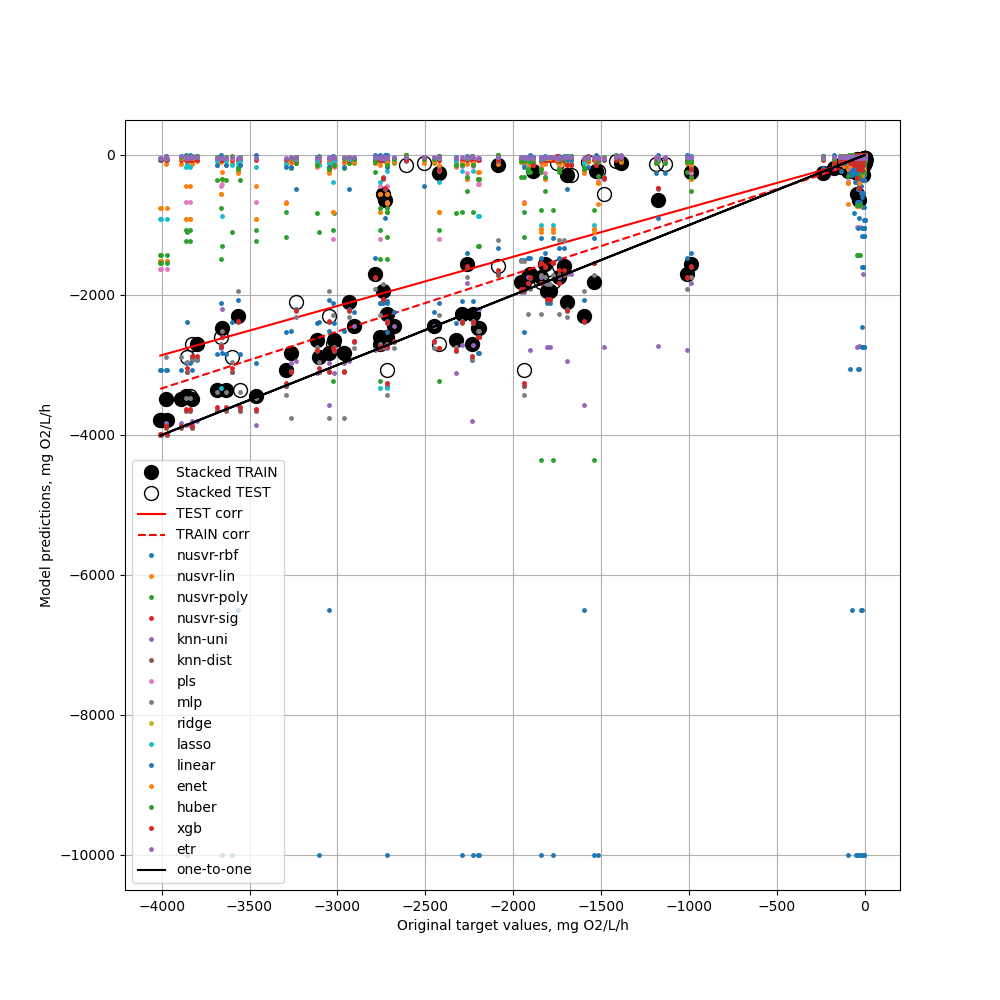 0
−2000
−4000
−6000
−8000
−10000
Model predictions, mg O2/L/h
Stacked TRAIN
Stacked TEST
TEST corr
TRAIN corr
nusvr-rbf
nusvr-lin
nusvr-poly
nusvr-sig
knn-uni
knn-dist
pls
mlp
ridge
lasso
linear
enet
huber
xgb
etr
one-to-one
−4000 −3500 −3000 −2500 −2000 −1500 −1000 −500 0
Original target values, mg O2/L/h